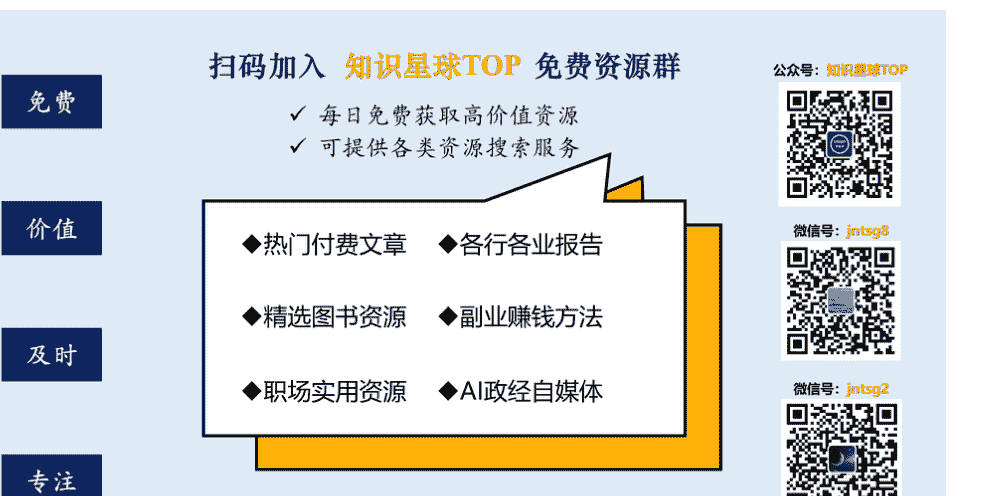 扫码加入 知识星球TOP 免费资源群
✓ 每日免费获取高价值资源
✓ 可提供各类资源搜索服务
免费
价值
及时
专注
◆热门付费文章 ◆各行各业报告
◆精选图书资源 ◆副业赚钱方法
◆职场实用资源 ◆AI政经自媒体
公众号：知识星球TOP
微信号：jntsg8
微信号：jntsg2